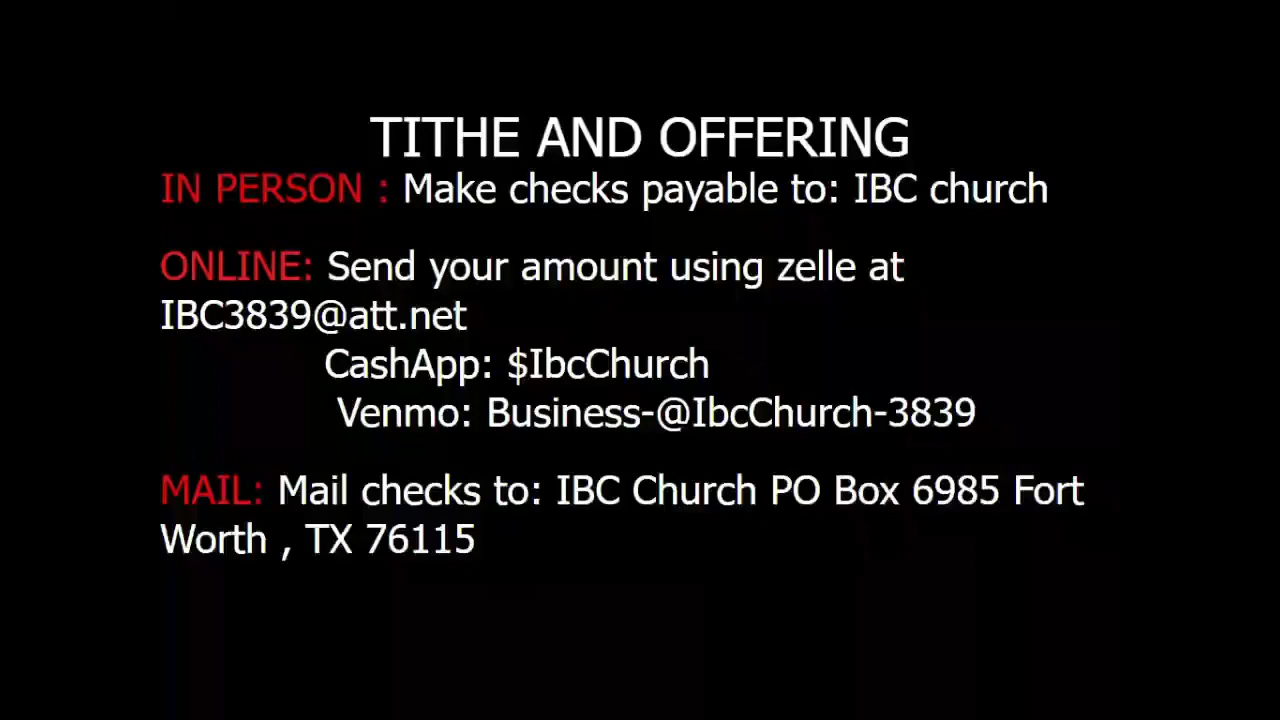 TITHE AND OFFERING
IN PERSON : Make checks payable to: IBC church
ONLINE: Send your amount using zelle at
IBC3839@att.net
CashApp: $IbcChurch
Venmo: Business-@IbcChurch-3839
MAIL: Mail checks to: IBC Church PO Box 6985 Fort
Worth , TX 76115